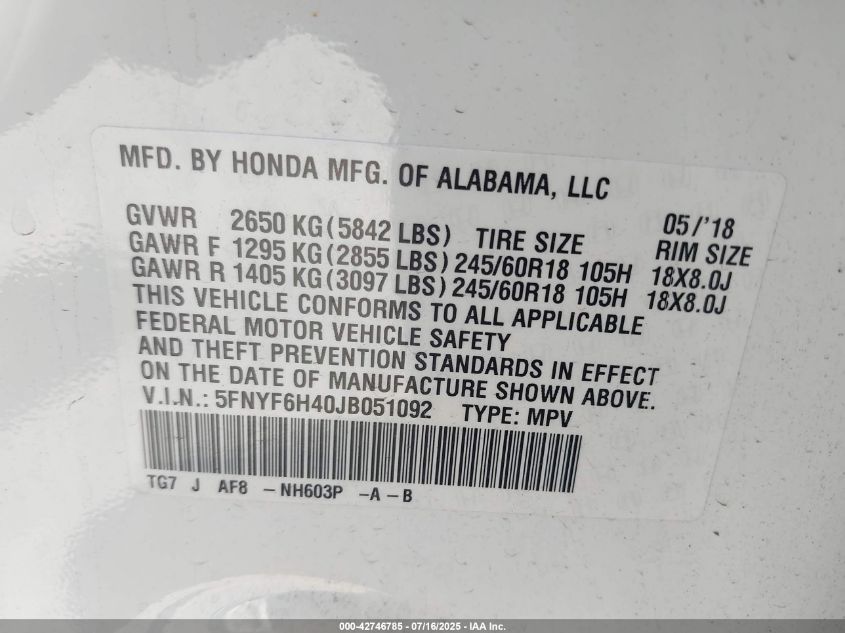 MFD. BY HONDA MFG. OF ALABAMA, LLC
05/'18
GVWR 2650 KG(5842 LBS) TIRE SIZE RIM SIZE
GAWR F 1295 KG(2855 LBS) 245/60R18 105H 18X8.0J
GAWR R 1405 KG(3097 LBS) 245/60R18 105H 18X8.0J
THIS VEHICLE CONFORMS TO ALL APPLICABLE
FEDERAL MOTOR VEHICLE SAFETY
AND THEFT PREVENTION STANDARDS IN EFFECT
ON THE DATE OF MANUFACTURE SHOWN ABOVE.
V.I.N.: 5FNYF6H40JB051092 TYPE: MPV
TG7 J AF8 -NH603P -A-B
000-42746785 - 07/16/2025 - IAA Inc.